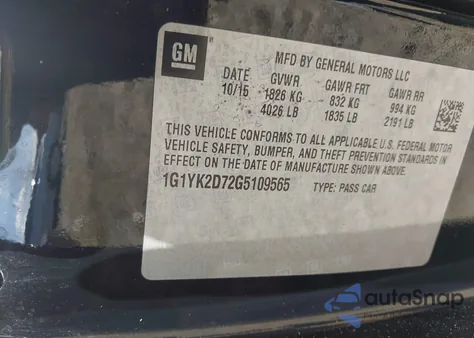 GM
MFD BY GENERAL MOTORS LLC
DATE GVWR GAWR FRT GAWR RR
10/15 1826 KG 832 KG 994 KG
4026 LB 1835 LB 2191 LB
THIS VEHICLE CONFORMS TO ALL APPLICABLE U.S. FEDERAL MOTOR
VEHICLE SAFETY, BUMPER, AND THEFT PREVENTION STANDARDS
IN EFFECT ON THE DATE OF MANUFACTURE SHOWN ABOVE.
1G1YK2D72G5109565 TYPE: PASS CAR
autoSnap